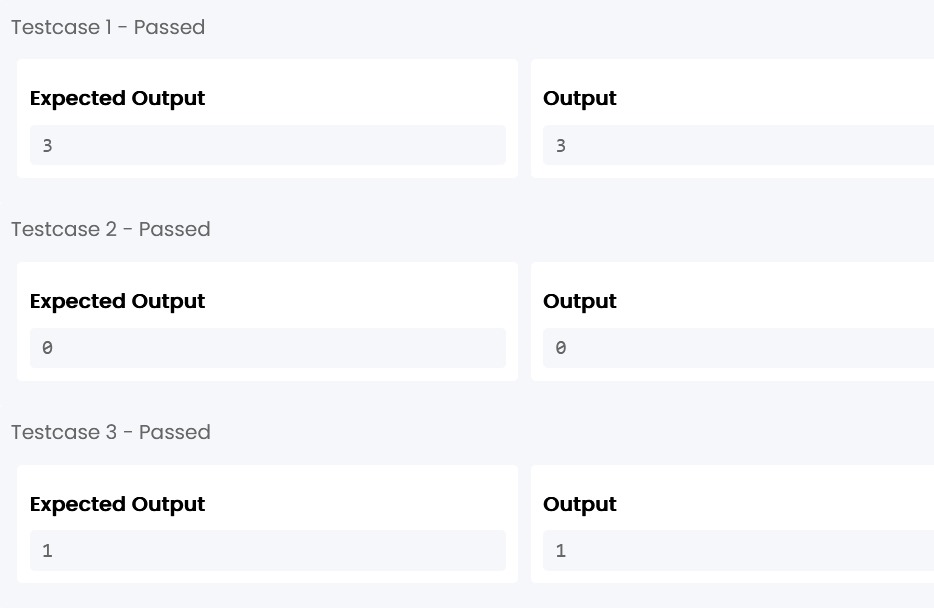 Testcase 1 - Passed
Expected Output
Output
3
3
Testcase 2 - Passed
Expected Output
Output
0
0
Testcase 3 - Passed
Expected Output
Output
1
1